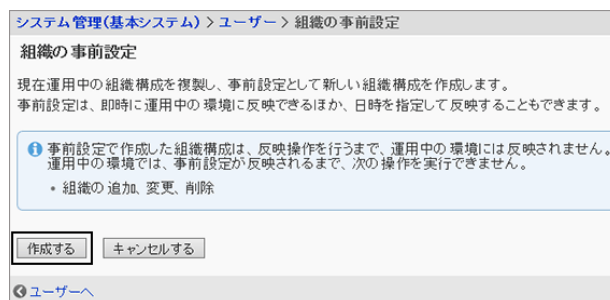 システム管理(基本システム) > ユーザー > 組織の事前設定
組織の事前設定
現在運用中の組織構成を複製し、事前設定として新しい組織構成を作成します。
事前設定は、即時に運用中の環境に反映できるほか、日時を指定して反映することもできます。
事前設定で作成した組織構成は、反映操作を行うまで、運用中の環境には反映されません。
運用中の環境では、事前設定が反映されるまで、次の操作を実行できません。
• 組織の追加、変更、削除
作成する キャンセルする
ユーザーへ